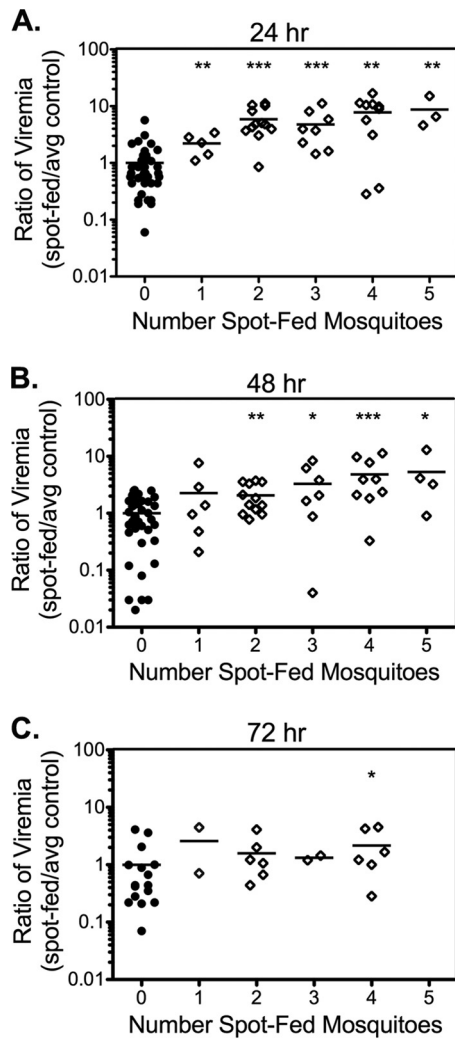 A.
24 hr
Ratio of Viremia
(spot-fed/avg control)
100
10
1
0.1
0.01
** *** *** ** **
0 1 2 3 4 5
Number Spot-Fed Mosquitoes
B.
48 hr
Ratio of Viremia
(spot-fed/avg control)
100
10
1
0.1
0.01
** * *** *
0 1 2 3 4 5
Number Spot-Fed Mosquitoes
C.
72 hr
Ratio of Viremia
(spot-fed/avg control)
100
10
1
0.1
0.01
*
0 1 2 3 4 5
Number Spot-Fed Mosquitoes